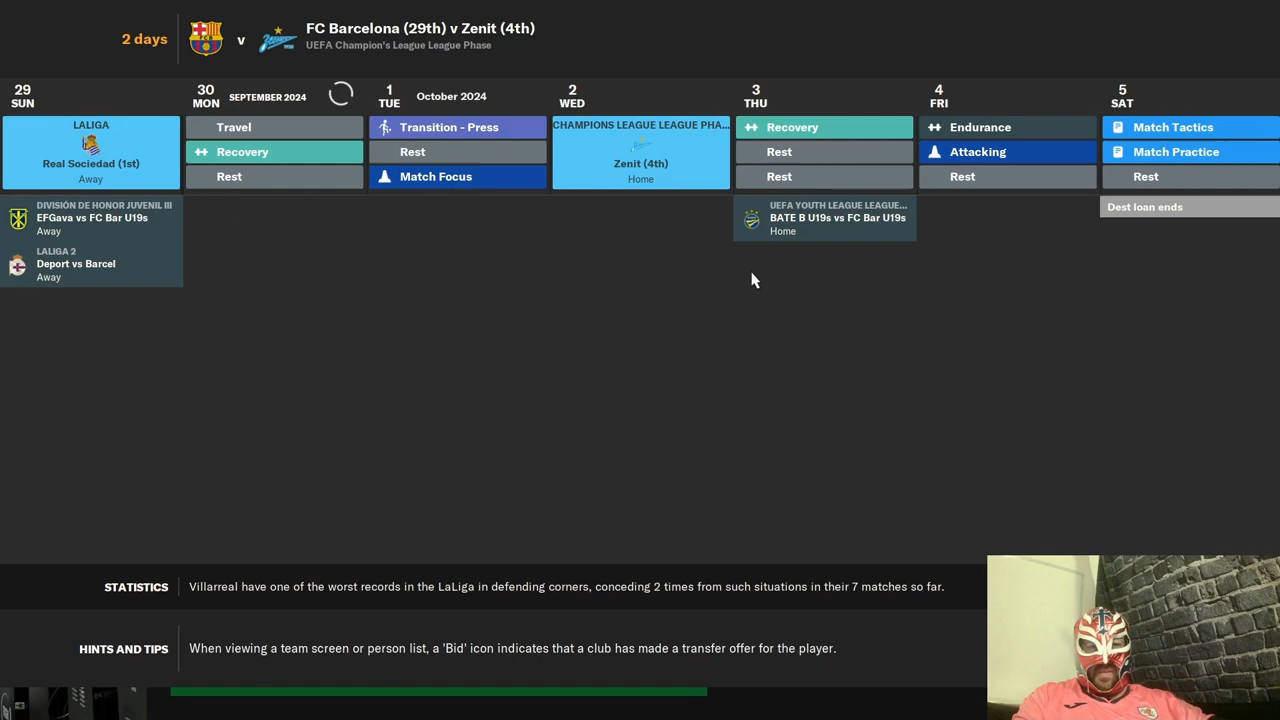 2 days
v
FC Barcelona (29th) v Zenit (4th)
UEFA Champion's League League Phase
29
SUN
30
MON
SEPTEMBER 2024
1
TUE
October 2024
2
WED
3
THU
4
FRI
5
SAT
LALIGA
Real Sociedad (1st)
Away
Travel
Recovery
Rest
Transition - Press
Rest
Match Focus
CHAMPIONS LEAGUE LEAGUE PHA...
Zenit (4th)
Home
Recovery
Rest
Rest
Endurance
Attacking
Rest
Match Tactics
Match Practice
Rest
DIVISIÓN DE HONOR JUVENIL III
EFGava vs FC Bar U19s
Away
LALIGA 2
Deport vs Barcel
Away
UEFA YOUTH LEAGUE LEAGUE...
BATE B U19s vs FC Bar U19s
Home
Dest loan ends
STATISTICS
Villarreal have one of the worst records in the LaLiga in defending corners, conceding 2 times from such situations in their 7 matches so far.
HINTS AND TIPS
When viewing a team screen or person list, a 'Bid' icon indicates that a club has made a transfer offer for the player.